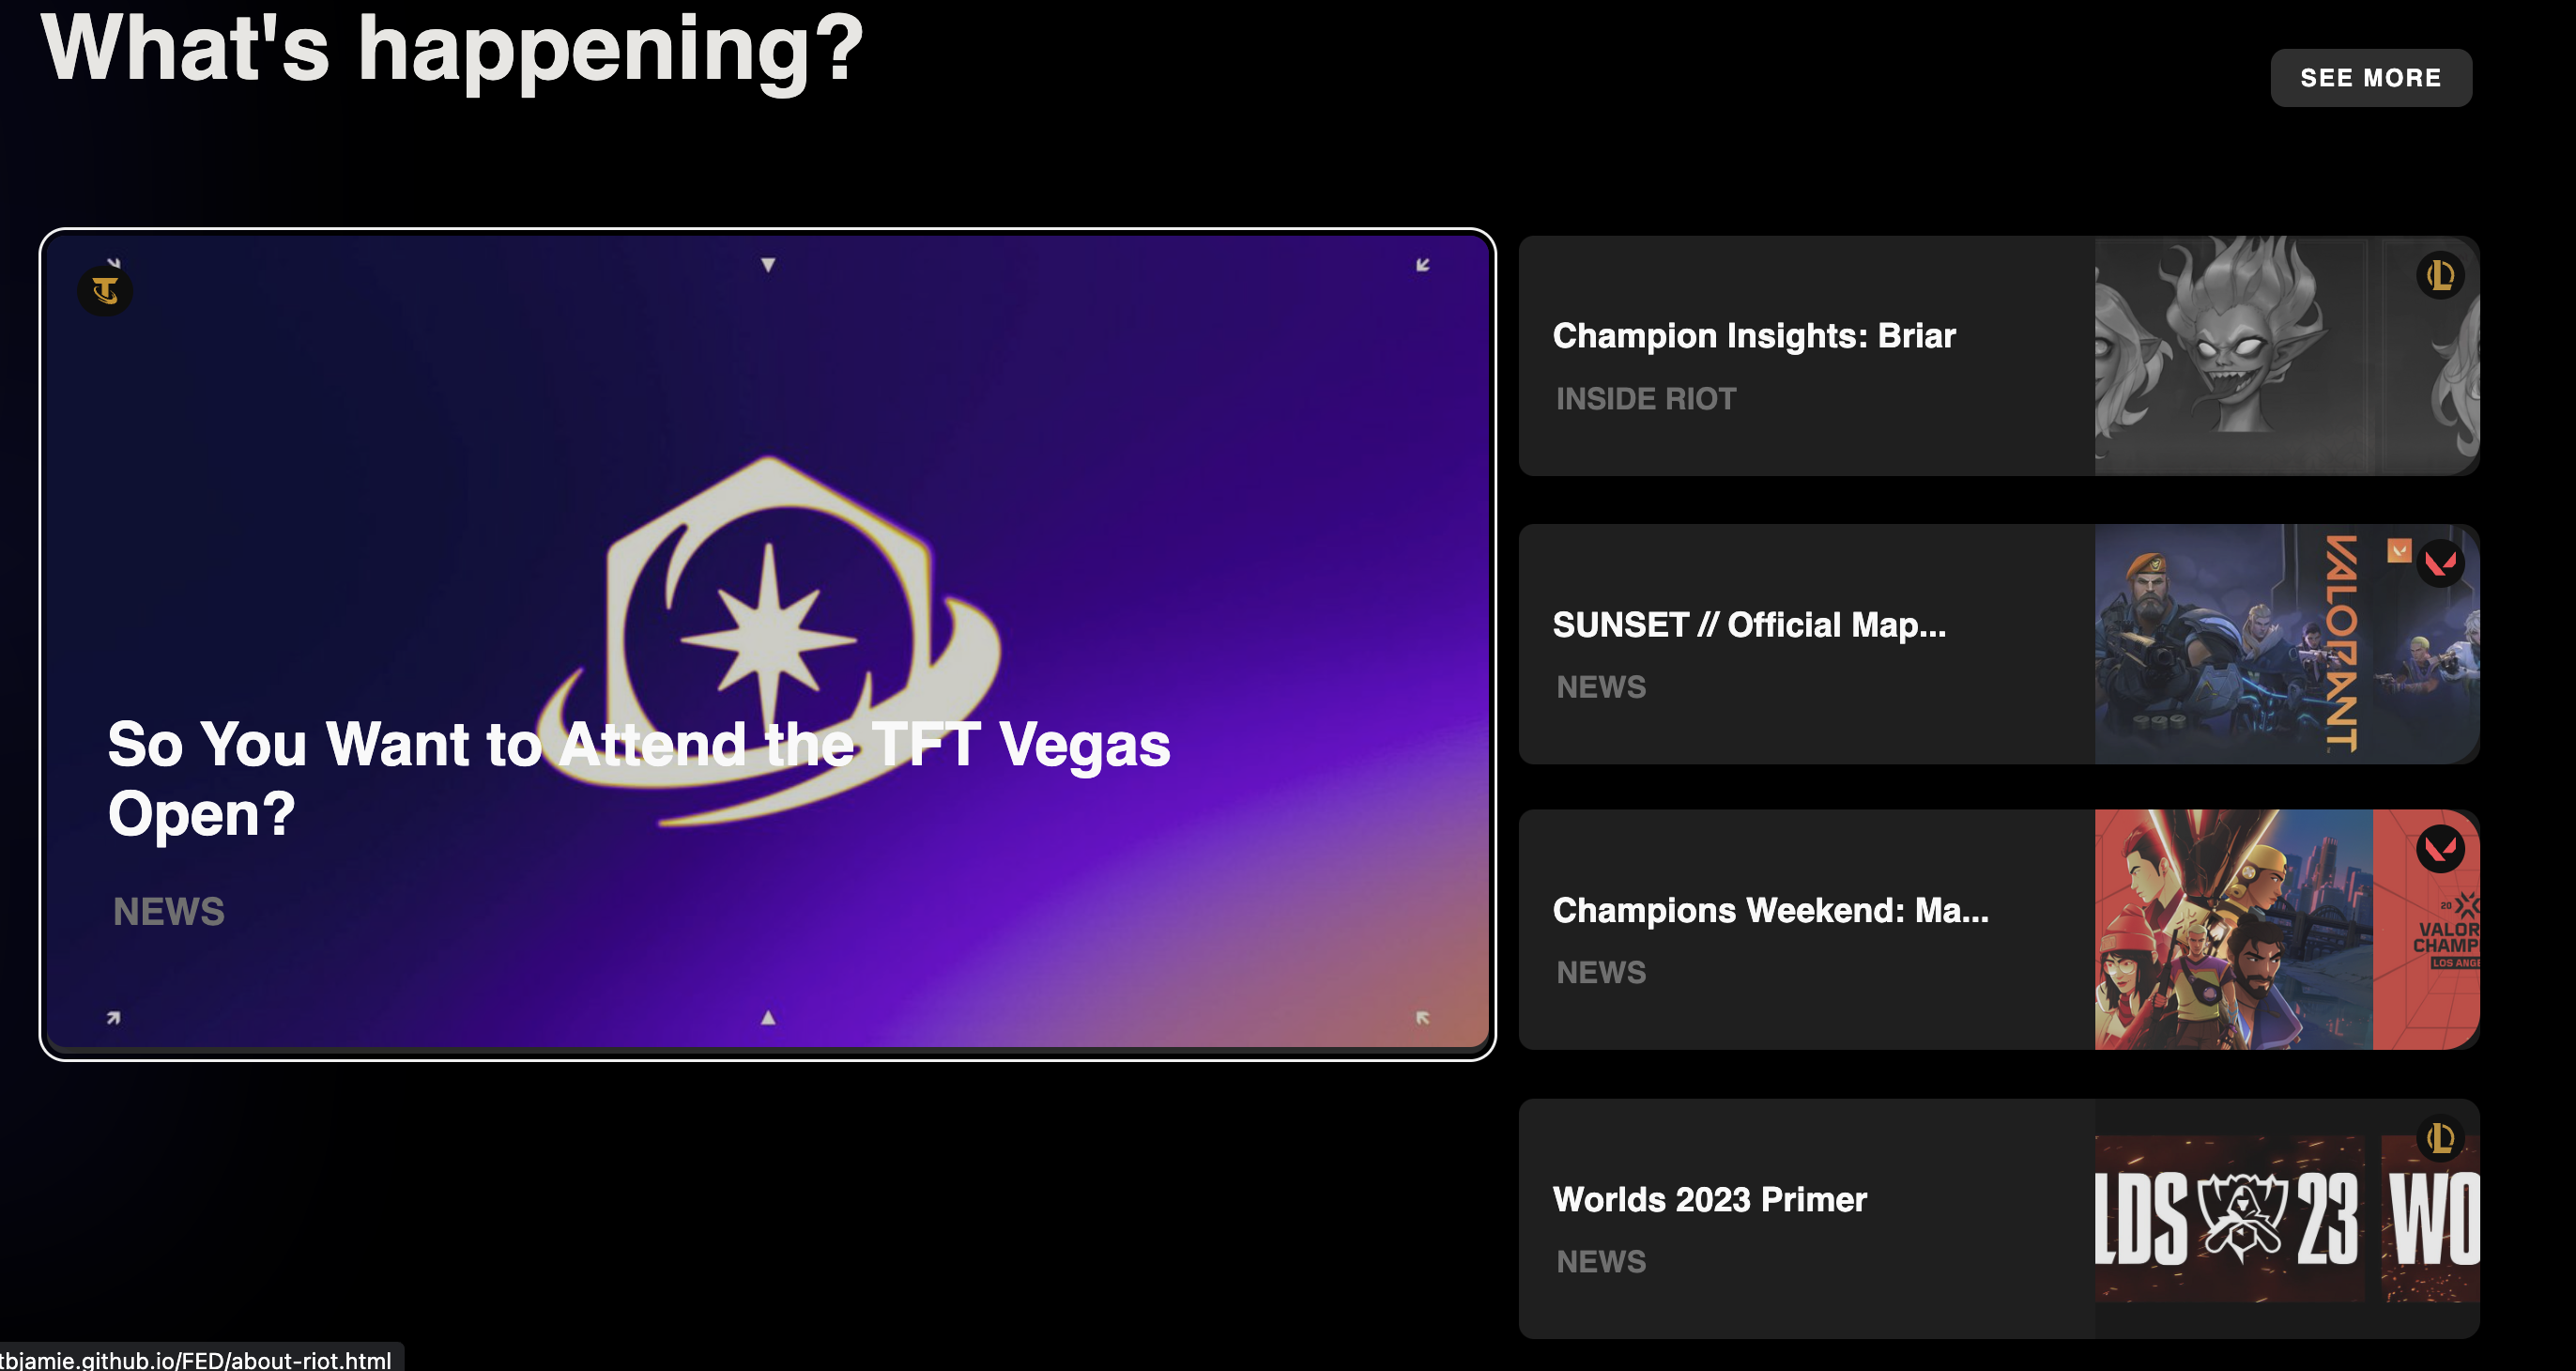 What's happening?
SEE MORE
So You Want to Attend the TFT Vegas
Open?
NEWS
Champion Insights: Briar
INSIDE RIOT
SUNSET // Official Map...
NEWS
VALORANT
Champions Weekend: Ma...
NEWS
20
VALOR
CHAMP
LOS ANGE
Worlds 2023 Primer
NEWS
LDS 23 WO
tbjamie.github.io/FED/about-riot.html